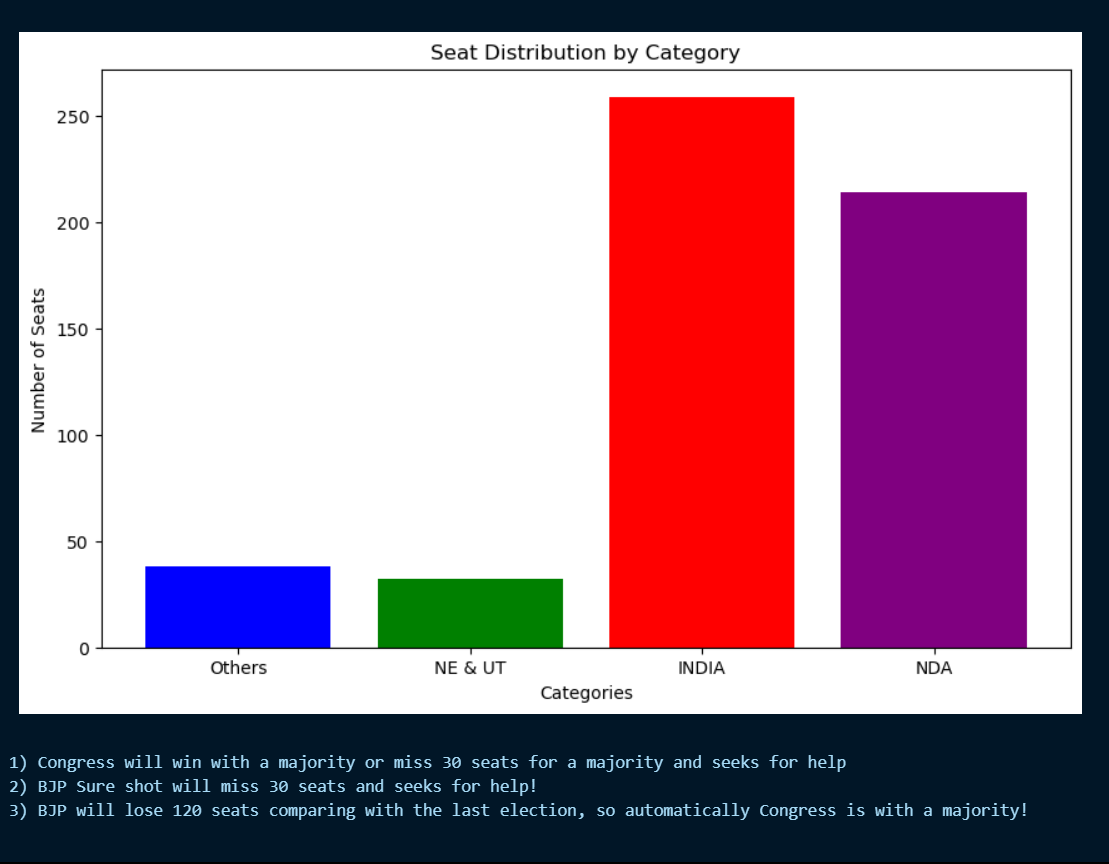 Seat Distribution by Category
250
200
150
100
50
0
Number of Seats
Others NE & UT INDIA NDA
Categories
1) Congress will win with a majority or miss 30 seats for a majority and seeks for help
2) BJP Sure shot will miss 30 seats and seeks for help!
3) BJP will lose 120 seats comparing with the last election, so automatically Congress is with a majority!